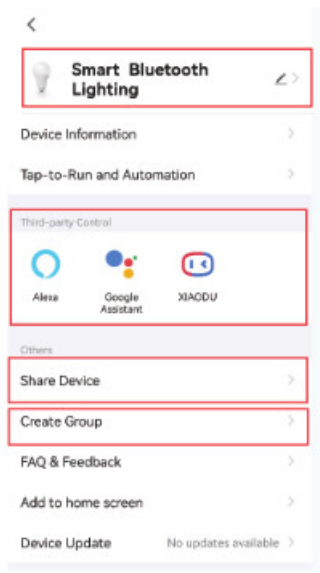 Smart Bluetooth
Lighting
Device Information
Tap-to-Run and Automation
Third-party Control
Alexa
Google
Assistant
XIAODU
Others
Share Device
Create Group
FAQ & Feedback
Add to home screen
Device Update No updates available